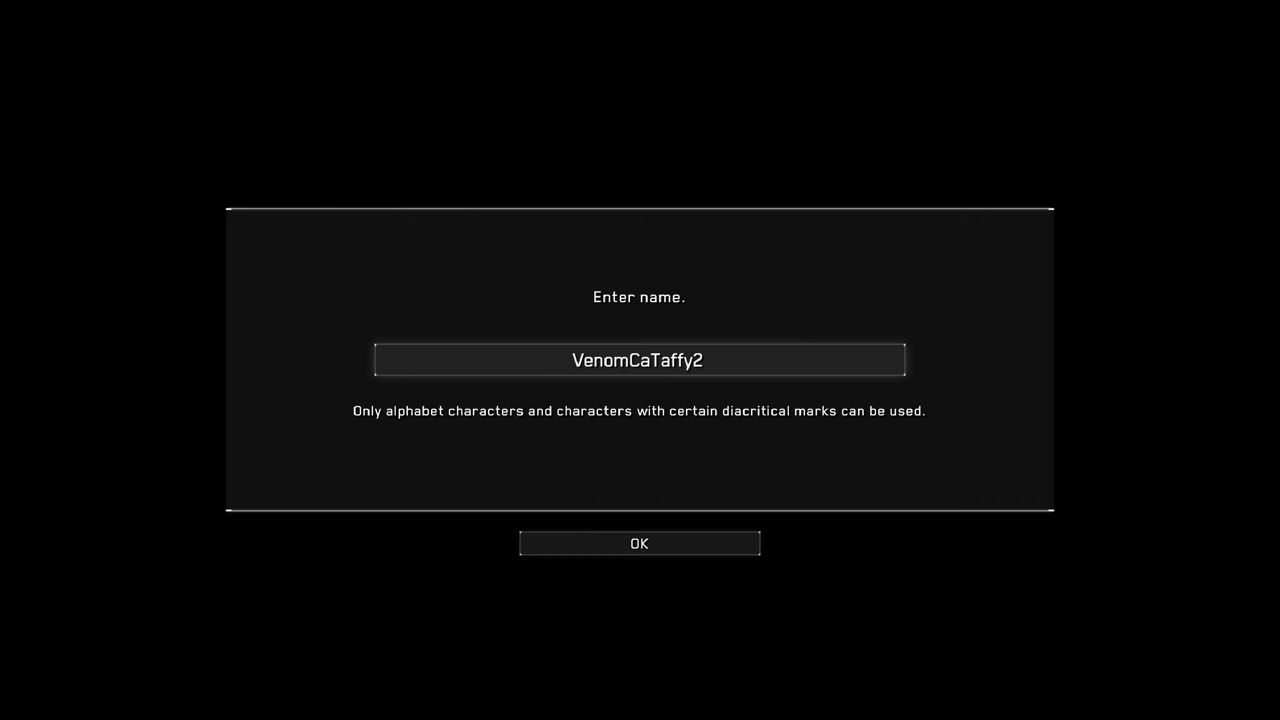 Enter name.
VenomCaTaffy2
Only alphabet characters and characters with certain diacritical marks can be used.
OK